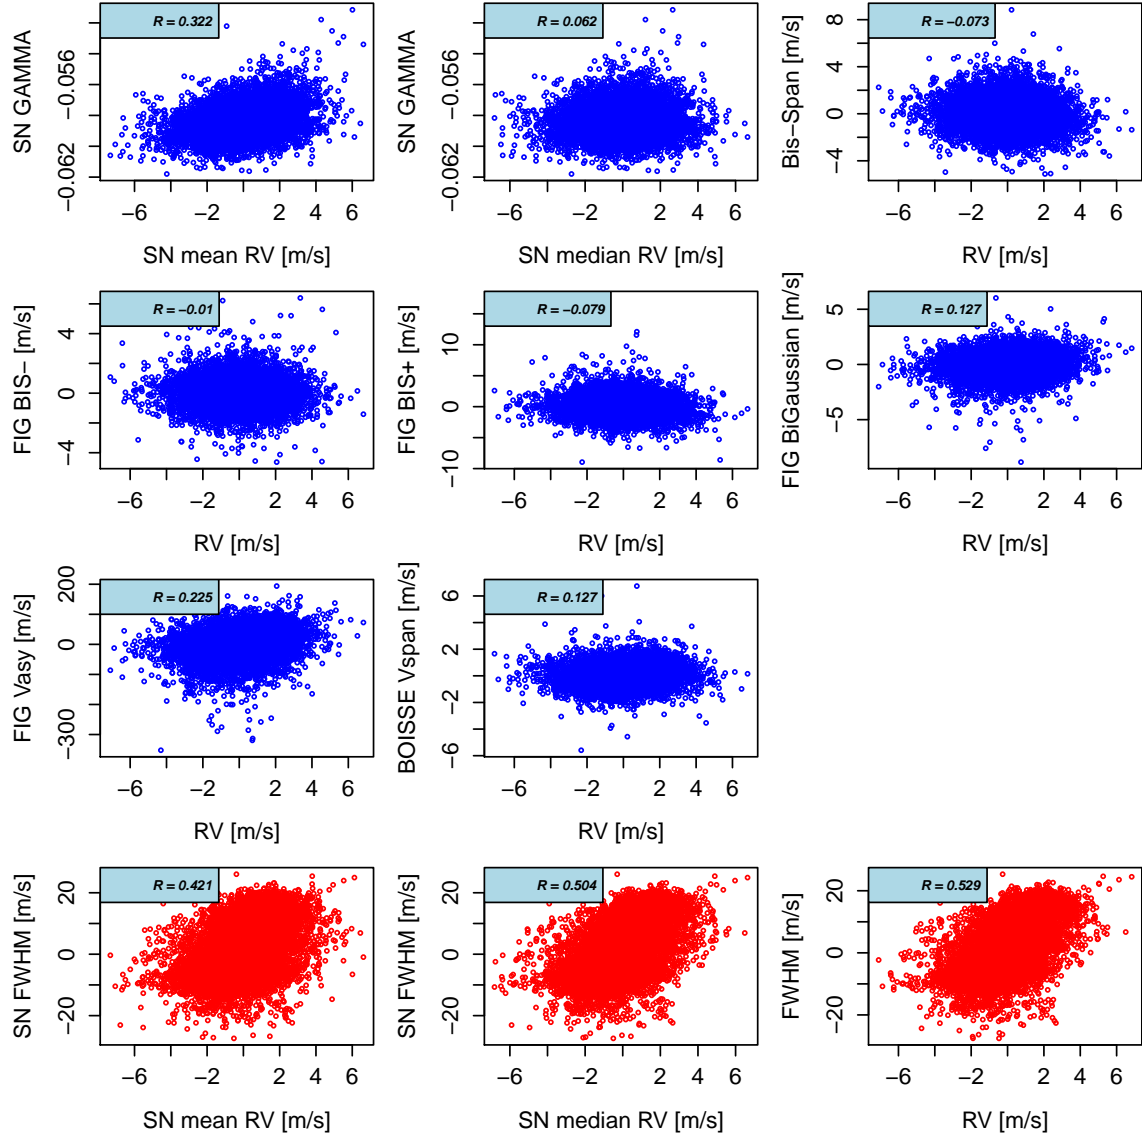 R = 0.322
SN GAMMA
−0.062 −0.056
−6 −2 2 4 6
SN mean RV [m/s]
R = 0.062
SN GAMMA
−0.062 −0.056
−6 −2 2 4 6
SN median RV [m/s]
R = −0.073
Bis−Span [m/s]
−4 0 4 8
−6 −2 2 4 6
RV [m/s]
R = −0.01
FIG BIS− [m/s]
−4 0 4
−6 −2 2 4 6
RV [m/s]
R = −0.079
FIG BIS+ [m/s]
−10 0 10
−6 −2 2 4 6
RV [m/s]
R = 0.127
FIG BiGaussian [m/s]
−5 0 5
−6 −2 2 4 6
RV [m/s]
R = 0.225
FIG Vasy [m/s]
−300 0 200
−6 −2 2 4 6
RV [m/s]
R = 0.127
BOISSE Vspan [m/s]
−6 −2 2 6
−6 −2 2 4 6
RV [m/s]
R = 0.421
SN FWHM [m/s]
−20 0 20
−6 −2 2 4 6
SN mean RV [m/s]
R = 0.504
SN FWHM [m/s]
−20 0 20
−6 −2 2 4 6
SN median RV [m/s]
R = 0.529
FWHM [m/s]
−20 0 20
−6 −2 2 4 6
RV [m/s]